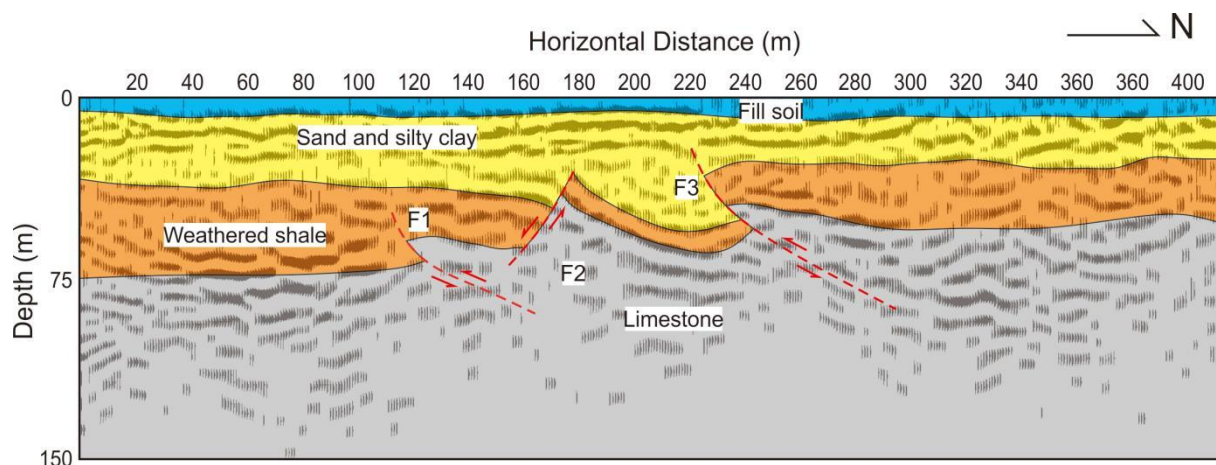 N
Horizontal Distance (m)
20 40 60 80 100 120 140 160 180 200 220 240 260 280 300 320 340 360 380 400
0
Fill soil
Sand and silty clay
F3
F1
Weathered shale
F2
75
Limestone
Depth (m)
150